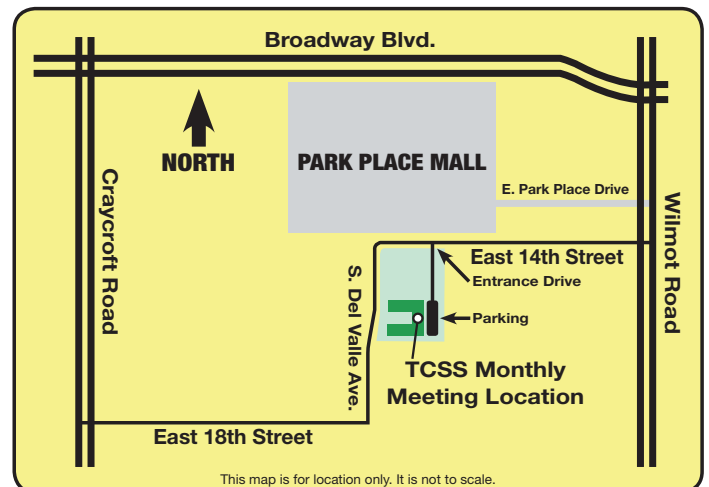 Broadway Blvd.
NORTH
PARK PLACE MALL
E. Park Place Drive
Craycroft Road
Wilmot Road
East 14th Street
Entrance Drive
S. Del Valle Ave.
Parking
TCSS Monthly
Meeting Location
East 18th Street
This map is for location only. It is not to scale.